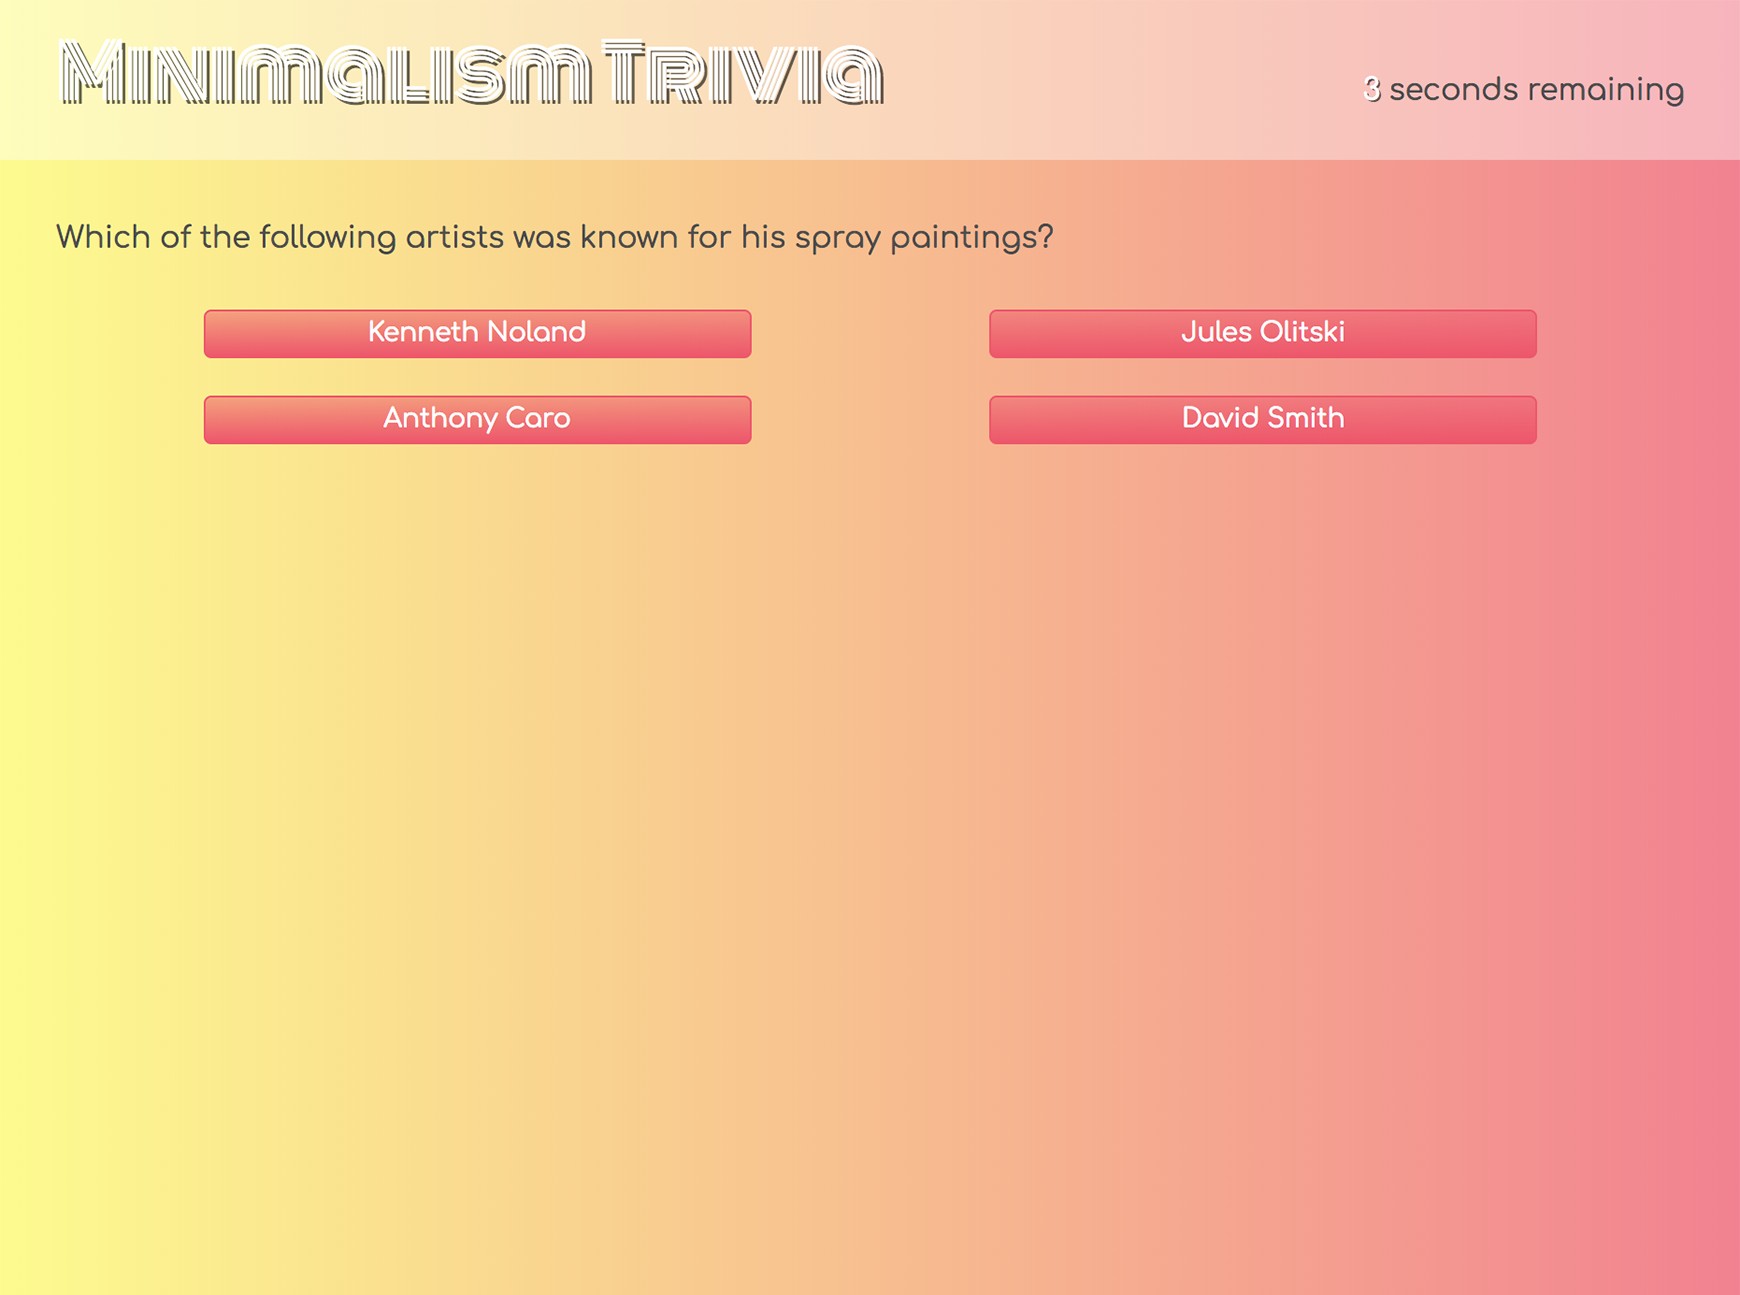 Minimalism Trivia
3 seconds remaining
Which of the following artists was known for his spray paintings?
Kenneth Noland
Jules Olitski
Anthony Caro
David Smith